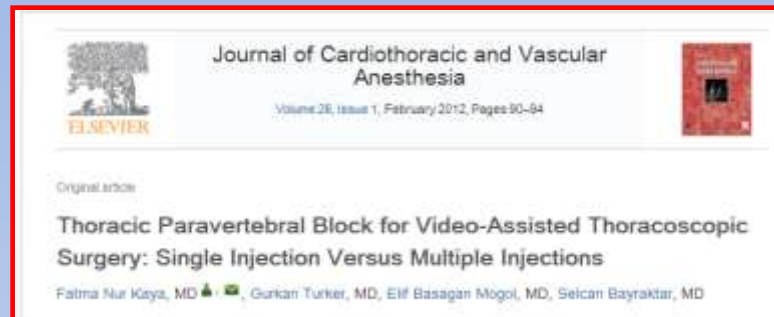 Journal of Cardiothoracic and Vascular
Anesthesia
Volume 26, Issue 1, February 2012, Pages 90–94
ELSEVIER
Original article
Thoracic Paravertebral Block for Video-Assisted Thoracoscopic
Surgery: Single Injection Versus Multiple Injections
Fatma Nur Kaya, MD, Gurkan Turker, MD, Elif Basagan Mogol, MD, Selcan Bayraktar, MD